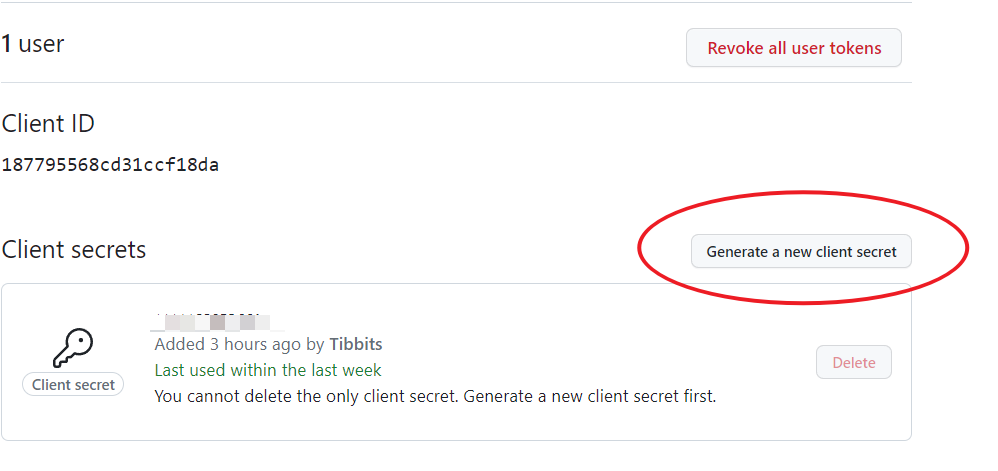 1 user
Revoke all user tokens
Client ID
187795568cd31ccf18da
Client secrets
Generate a new client secret
Added 3 hours ago by Tibbits
Last used within the last week
Client secret
Delete
You cannot delete the only client secret. Generate a new client secret first.